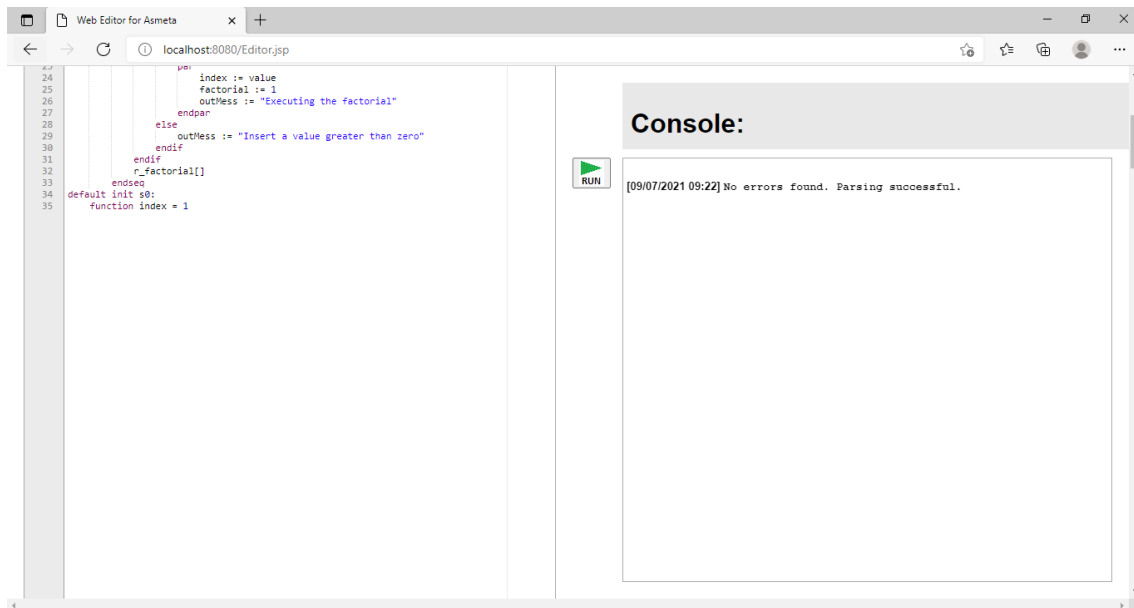 Web Editor for Asmeta
localhost:8080/Editor.jsp
23 par
24 index := value
25 factorial := 1
26 outMess := "Executing the factorial"
27 endpar
28 else
29 outMess := "Insert a value greater than zero"
30 endif
31 endif
32 r_factorial[]
33 endseq
34 default init s0:
35 function index = 1
Console:
RUN
[09/07/2021 09:22] No errors found. Parsing successful.